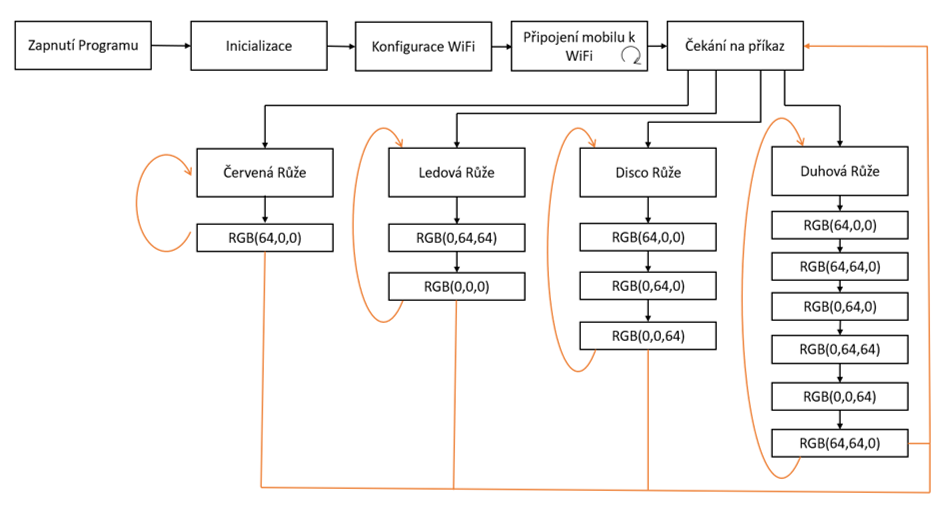 Zapnutí Programu
Inicializace
Konfigurace WiFi
Připojení mobilu k
WiFi
Čekání na příkaz
Červená Růže
RGB(64,0,0)
Ledová Růže
RGB(0,64,64)
RGB(0,0,0)
Disco Růže
RGB(64,0,0)
RGB(0,64,0)
RGB(0,0,64)
Duhová Růže
RGB(64,0,0)
RGB(64,64,0)
RGB(0,64,0)
RGB(0,64,64)
RGB(0,0,64)
RGB(64,64,0)